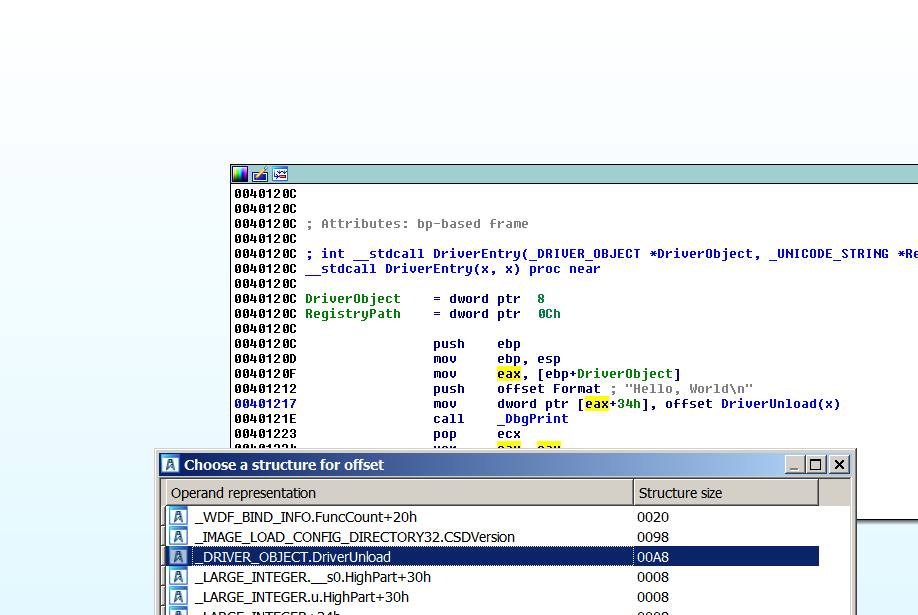 0040120C
0040120C
0040120C ; Attributes: bp-based frame
0040120C
0040120C ; int __stdcall DriverEntry(_DRIVER_OBJECT *DriverObject, _UNICODE_STRING *Re
0040120C __stdcall DriverEntry(x, x) proc near
0040120C
0040120C DriverObject = dword ptr 8
0040120C RegistryPath = dword ptr 0Ch
0040120C
0040120C push ebp
0040120D mov ebp, esp
0040120F mov eax, [ebp+DriverObject]
00401212 push offset Format ; "Hello, World\n"
00401217 mov dword ptr [eax+34h], offset DriverUnload(x)
0040121E call _DbgPrint
00401223 pop ecx
Choose a structure for offset
Operand representation Structure size
_WDF_BIND_INFO.FuncCount+20h 0020
_IMAGE_LOAD_CONFIG_DIRECTORY32.CSDVersion 0098
_DRIVER_OBJECT.DriverUnload 00A8
_LARGE_INTEGER.__s0.HighPart+30h 0008
_LARGE_INTEGER.u.HighPart+30h 0008